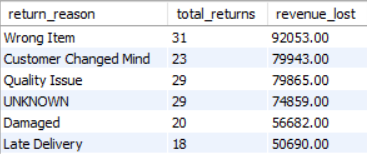 return_reason total_returns revenue_lost
Wrong Item 31 92053.00
Customer Changed Mind 23 79943.00
Quality Issue 29 79865.00
UNKNOWN 29 74859.00
Damaged 20 56682.00
Late Delivery 18 50690.00